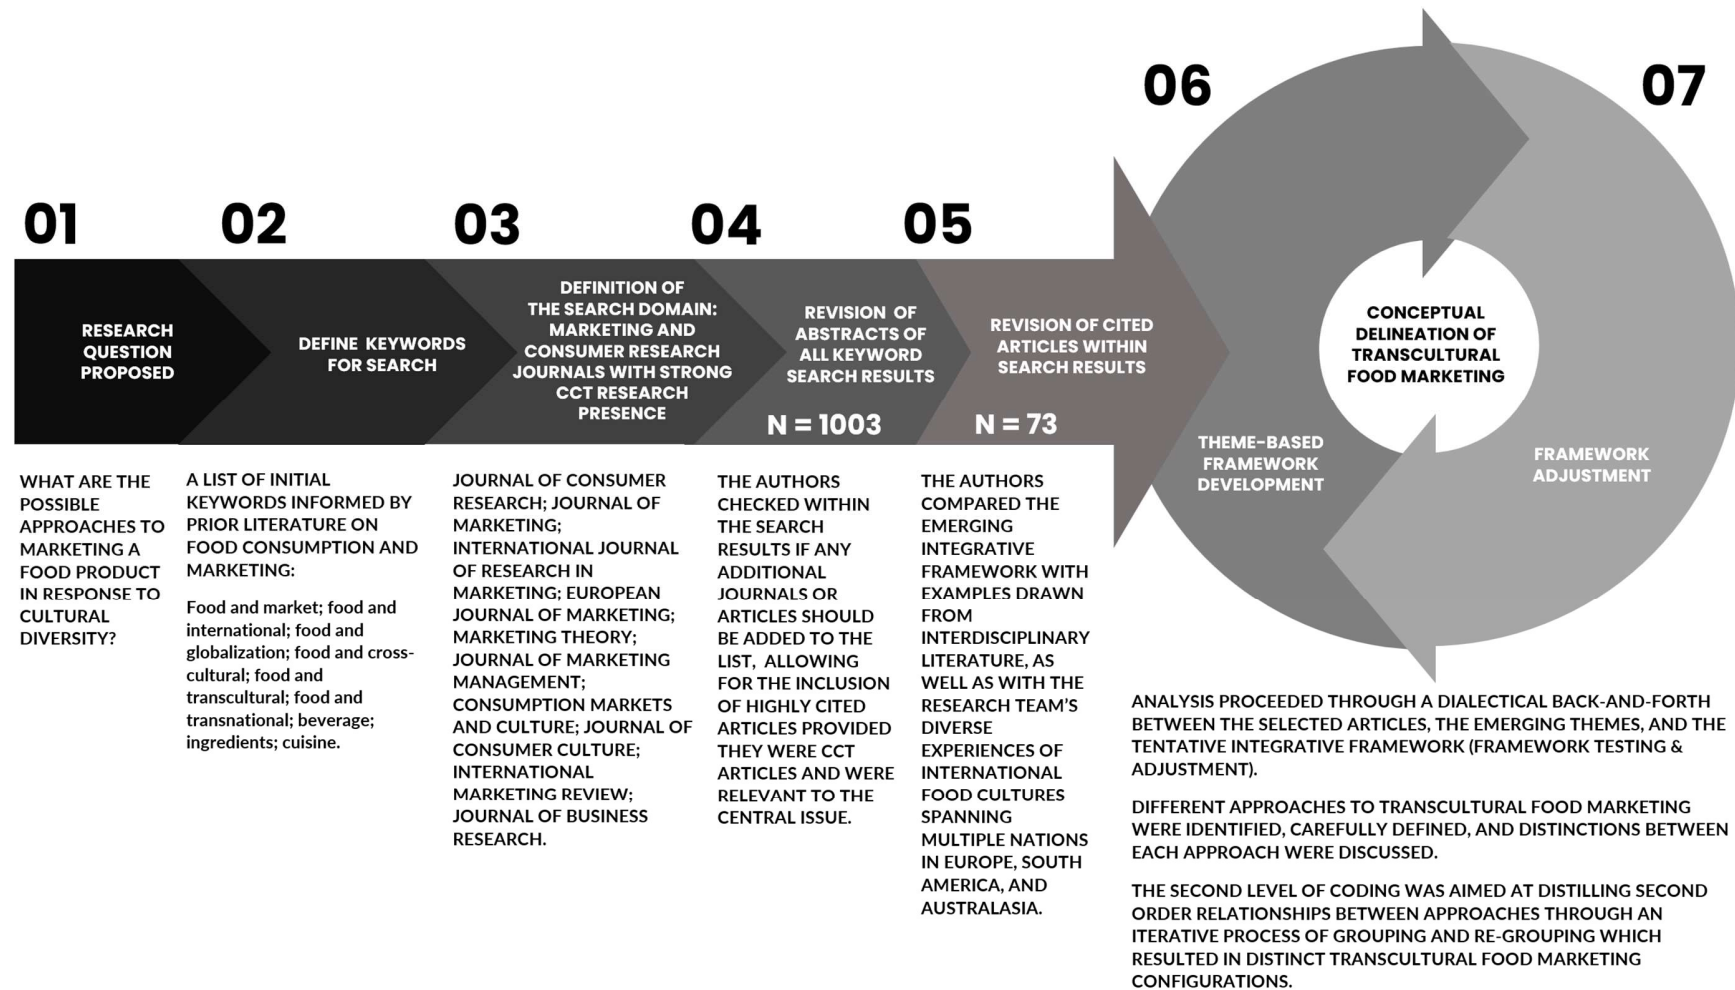 01
RESEARCH
QUESTION
PROPOSED
WHAT ARE THE
POSSIBLE
APPROACHES TO
MARKETING A
FOOD PRODUCT
IN RESPONSE TO
CULTURAL
DIVERSITY?
02
DEFINE KEYWORDS
FOR SEARCH
A LIST OF INITIAL
KEYWORDS INFORMED BY
PRIOR LITERATURE ON
FOOD CONSUMPTION AND
MARKETING:
Food and market; food and
international; food and
globalization; food and cross-
cultural; food and
transcultural; food and
transnational; beverage;
ingredients; cuisine.
03
DEFINITION OF
THE SEARCH DOMAIN:
MARKETING AND
CONSUMER RESEARCH
JOURNALS WITH STRONG
CCT RESEARCH
PRESENCE
JOURNAL OF CONSUMER
RESEARCH; JOURNAL OF
MARKETING;
INTERNATIONAL JOURNAL
OF RESEARCH IN
MARKETING; EUROPEAN
JOURNAL OF MARKETING;
MARKETING THEORY;
JOURNAL OF MARKETING
MANAGEMENT;
CONSUMPTION MARKETS
AND CULTURE; JOURNAL OF
CONSUMER CULTURE;
INTERNATIONAL
MARKETING REVIEW;
JOURNAL OF BUSINESS
RESEARCH.
04
REVISION OF
ABSTRACTS OF
ALL KEYWORD
SEARCH RESULTS
N = 1003
THE AUTHORS
CHECKED WITHIN
THE SEARCH
RESULTS IF ANY
ADDITIONAL
JOURNALS OR
ARTICLES SHOULD
BE ADDED TO THE
LIST, ALLOWING
FOR THE INCLUSION
OF HIGHLY CITED
ARTICLES PROVIDED
THEY WERE CCT
ARTICLES AND WERE
RELEVANT TO THE
CENTRAL ISSUE.
05
REVISION OF CITED
ARTICLES WITHIN
SEARCH RESULTS
N = 73
THE AUTHORS
COMPARED THE
EMERGING
INTEGRATIVE
FRAMEWORK WITH
EXAMPLES DRAWN
FROM
INTERDISCIPLINARY
LITERATURE, AS
WELL AS WITH THE
RESEARCH TEAM'S
DIVERSE
EXPERIENCES OF
INTERNATIONAL
FOOD CULTURES
SPANNING
MULTIPLE NATIONS
IN EUROPE, SOUTH
AMERICA, AND
AUSTRALASIA.
06
THEME-BASED
FRAMEWORK
DEVELOPMENT
CONCEPTUAL
DELINEATION OF
TRANSCULTURAL
FOOD MARKETING
07
FRAMEWORK
ADJUSTMENT
ANALYSIS PROCEEDED THROUGH A DIALECTICAL BACK-AND-FORTH
BETWEEN THE SELECTED ARTICLES, THE EMERGING THEMES, AND THE
TENTATIVE INTEGRATIVE FRAMEWORK (FRAMEWORK TESTING &
ADJUSTMENT).
DIFFERENT APPROACHES TO TRANSCULTURAL FOOD MARKETING
WERE IDENTIFIED, CAREFULLY DEFINED, AND DISTINCTIONS BETWEEN
EACH APPROACH WERE DISCUSSED.
THE SECOND LEVEL OF CODING WAS AIMED AT DISTILLING SECOND
ORDER RELATIONSHIPS BETWEEN APPROACHES THROUGH AN
ITERATIVE PROCESS OF GROUPING AND RE-GROUPING WHICH
RESULTED IN DISTINCT TRANSCULTURAL FOOD MARKETING
CONFIGURATIONS.